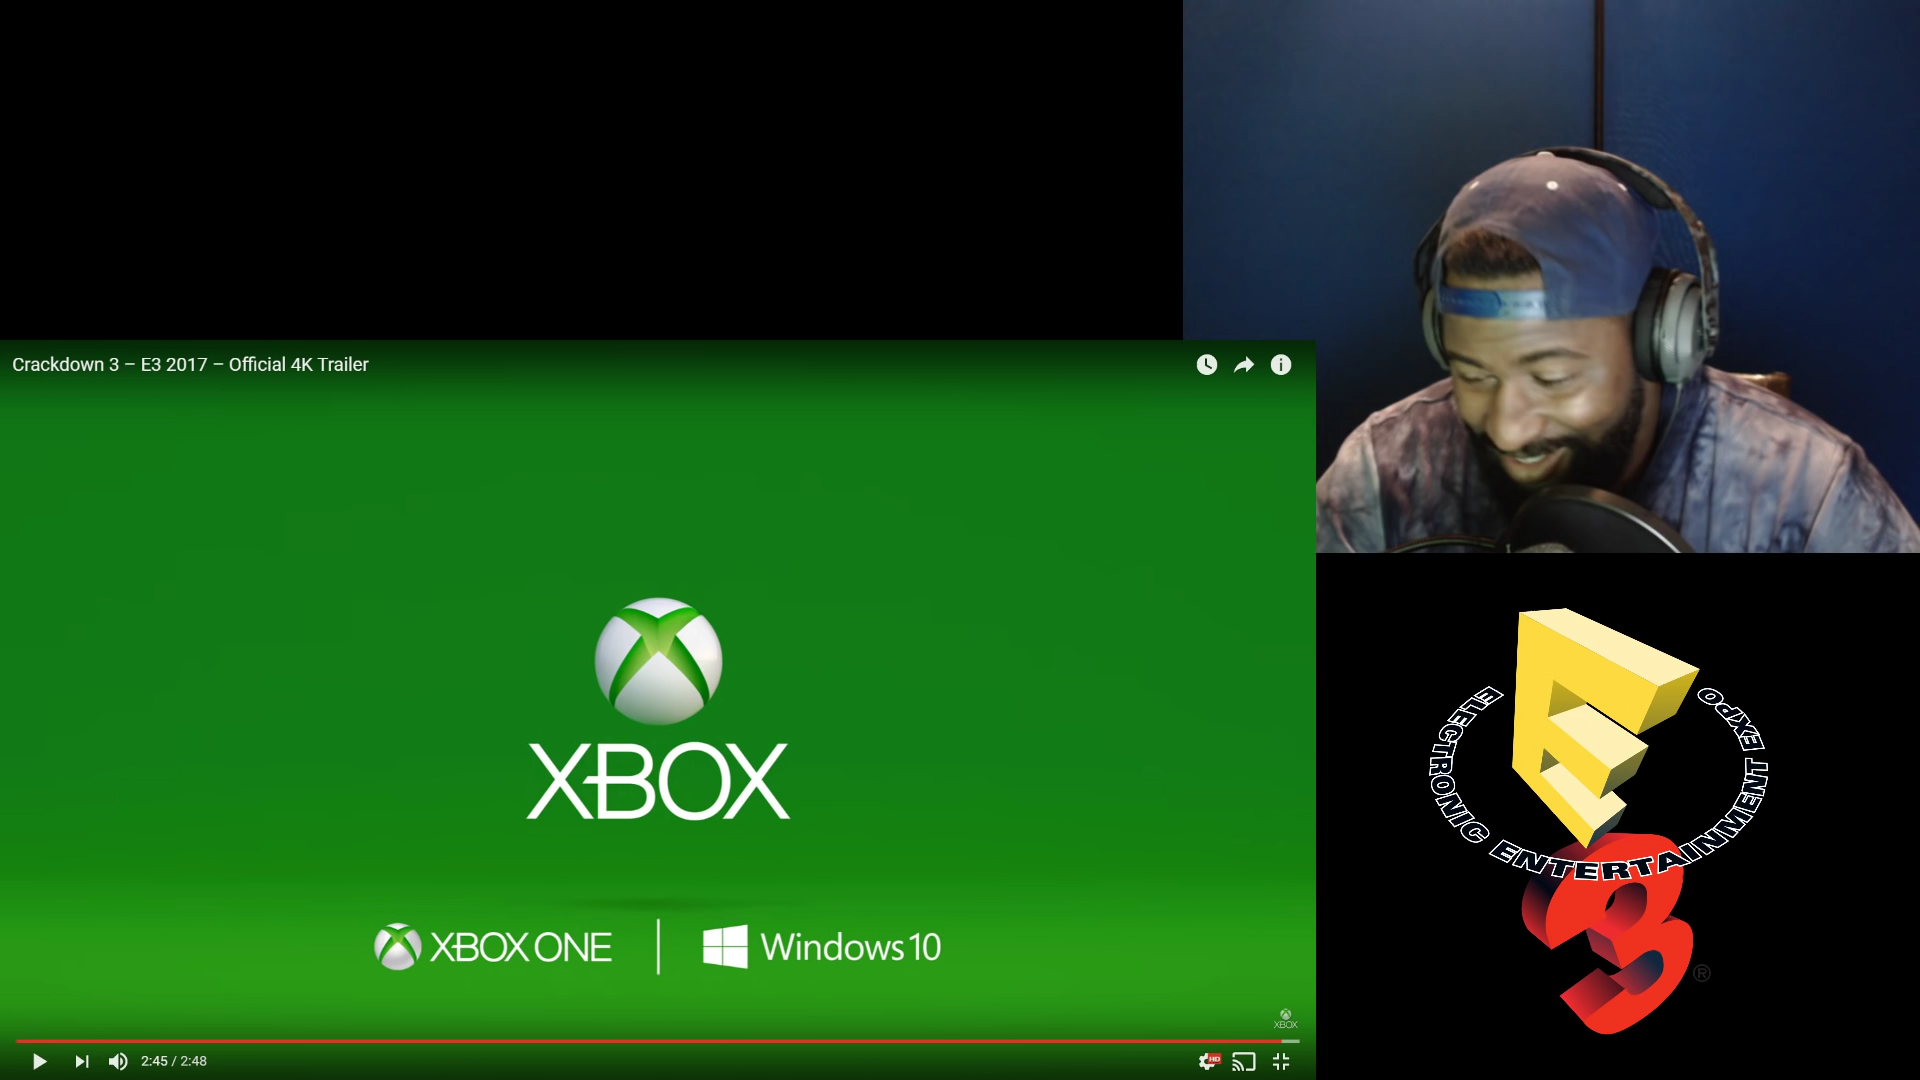 Crackdown 3 – E3 2017 – Official 4K Trailer
XBOX
XBOX ONE | Windows 10
XBOX
2:45 / 2:48
HD
E3
ELECTRONIC ENTERTAINMENT EXPO
®